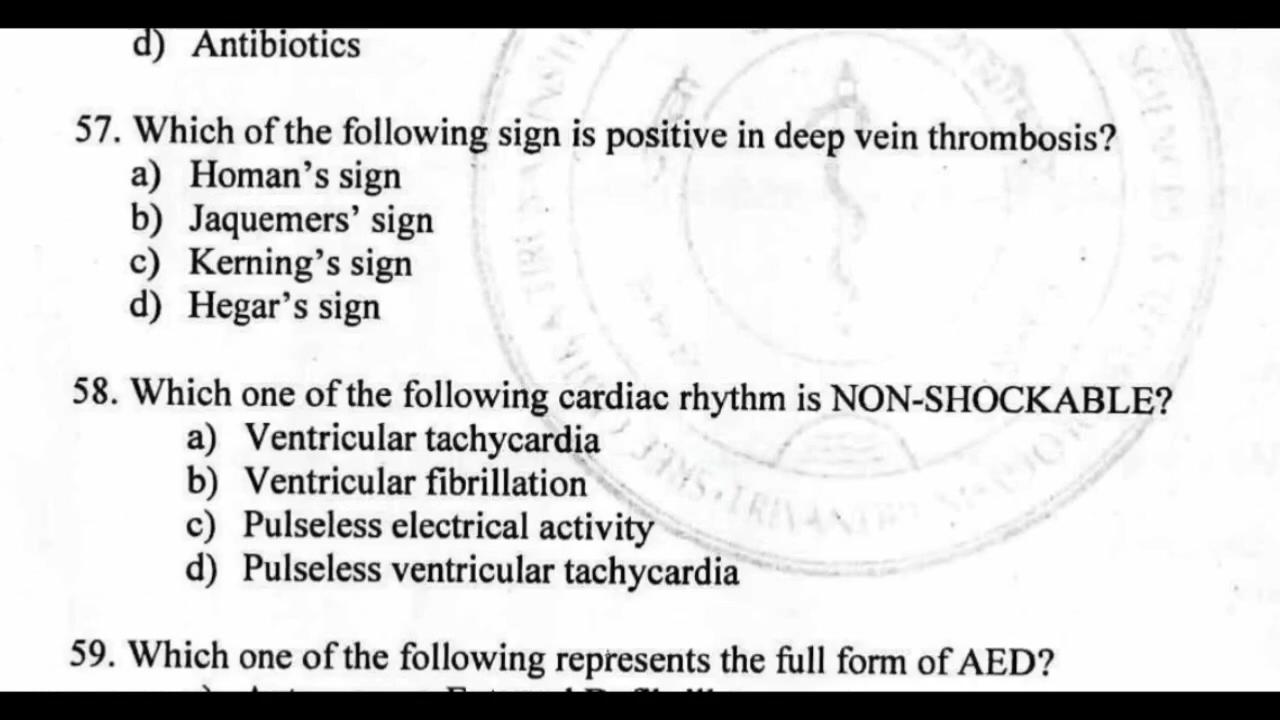 d) Antibiotics
57. Which of the following sign is positive in deep vein thrombosis?
a) Homan's sign
b) Jaquemers' sign
c) Kerning's sign
d) Hegar's sign
58. Which one of the following cardiac rhythm is NON-SHOCKABLE?
a) Ventricular tachycardia
b) Ventricular fibrillation
c) Pulseless electrical activity
d) Pulseless ventricular tachycardia
59. Which one of the following represents the full form of AED?